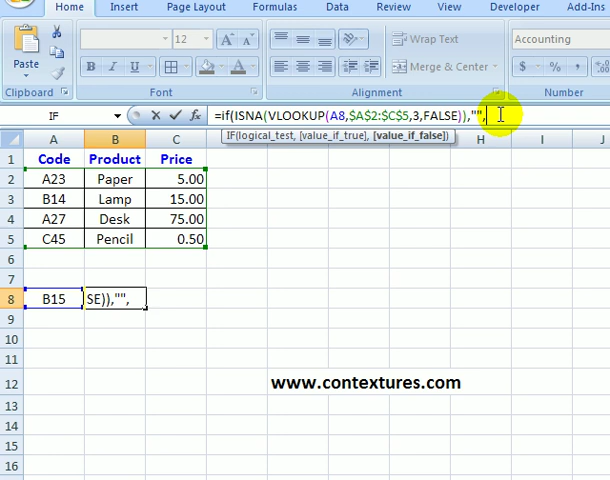 Home Insert Page Layout Formulas Data Review View Developer Add-Ins
12 A A Wrap Text Accounting
Paste B I U A Merge & Center $ % ,
Clipboard Font Alignment Number
IF =if(ISNA(VLOOKUP(A8,$A$2:$C$5,3,FALSE)),"",
IF(logical_test, [value_if_true], [value_if_false])
A B C D E F G H I J
1 Code Product Price
2 A23 Paper 5.00
3 B14 Lamp 15.00
4 A27 Desk 75.00
5 C45 Pencil 0.50
6
7
8 B15 SE)),"",
9
10
11
12 www.contextures.com
13
14
15
16